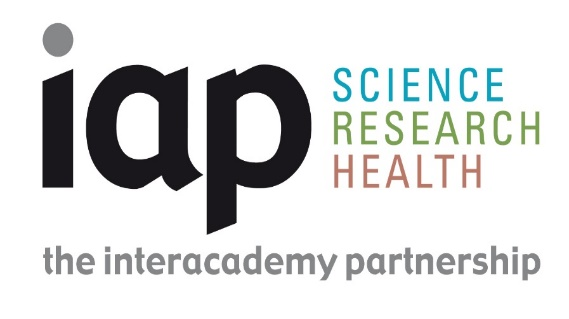 iap
SCIENCE
RESEARCH
HEALTH
the interacademy partnership